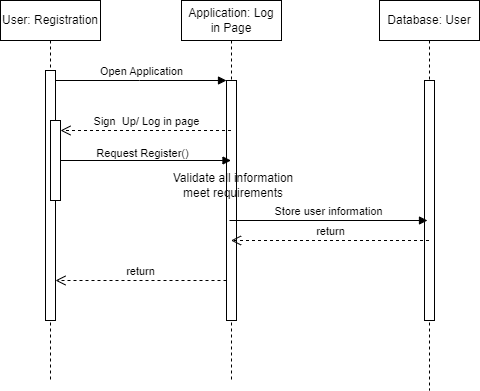 User: Registration
Application: Log
in Page
Database: User
Open Application
Sign  Up/ Log in page
Request Register()
Validate all information
meet requirements
Store user information
return
return